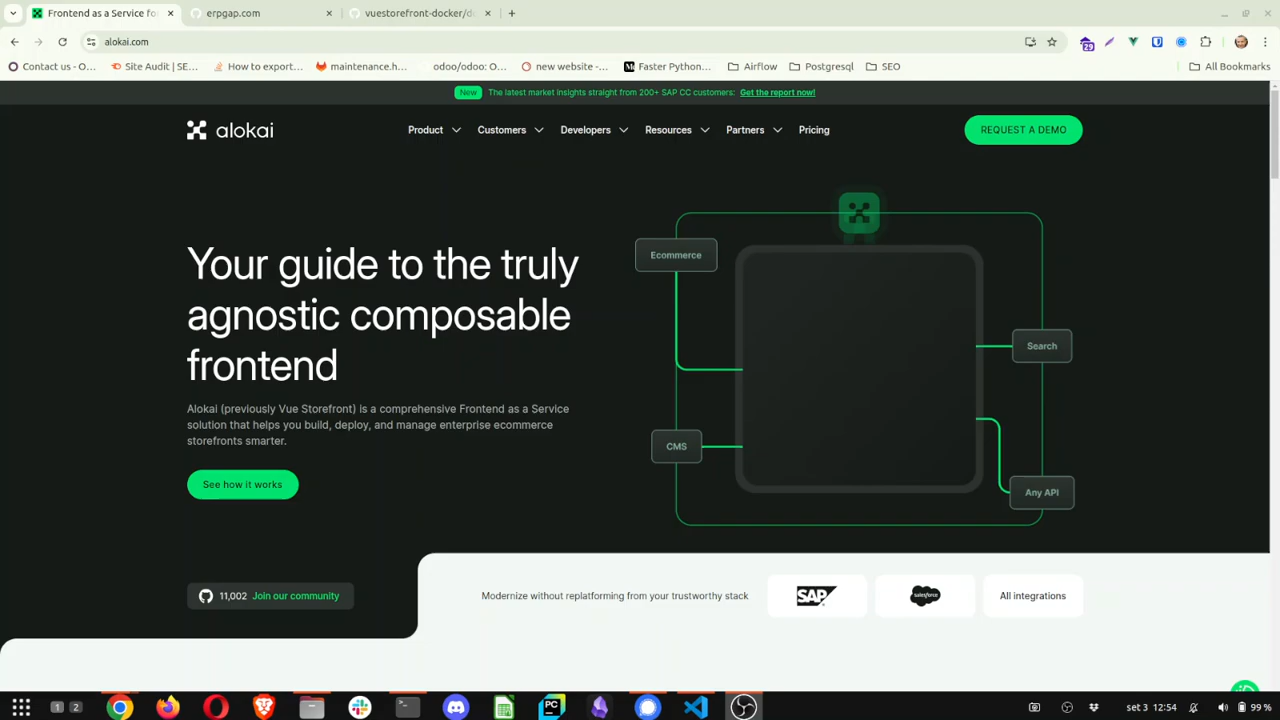 Frontend as a Service fo
erpgap.com
vuestorefront-docker/d
alokai.com
29
Contact us - O...
Site Audit | SE...
How to export...
maintenance.h...
odoo/odoo: O...
new website -...
Faster Python...
Airflow
Postgresql
SEO
All Bookmarks
New
The latest market insights straight from 200+ SAP CC customers: Get the report now!
alokai
Product
Customers
Developers
Resources
Partners
Pricing
REQUEST A DEMO
Your guide to the truly
agnostic composable
frontend
Alokai (previously Vue Storefront) is a comprehensive Frontend as a Service
solution that helps you build, deploy, and manage enterprise ecommerce
storefronts smarter.
See how it works
Ecommerce
Search
CMS
Any API
11,002 Join our community
Modernize without replatforming from your trustworthy stack
SAP
salesforce
All integrations
1
2
PC
set 3 12:54
99 %